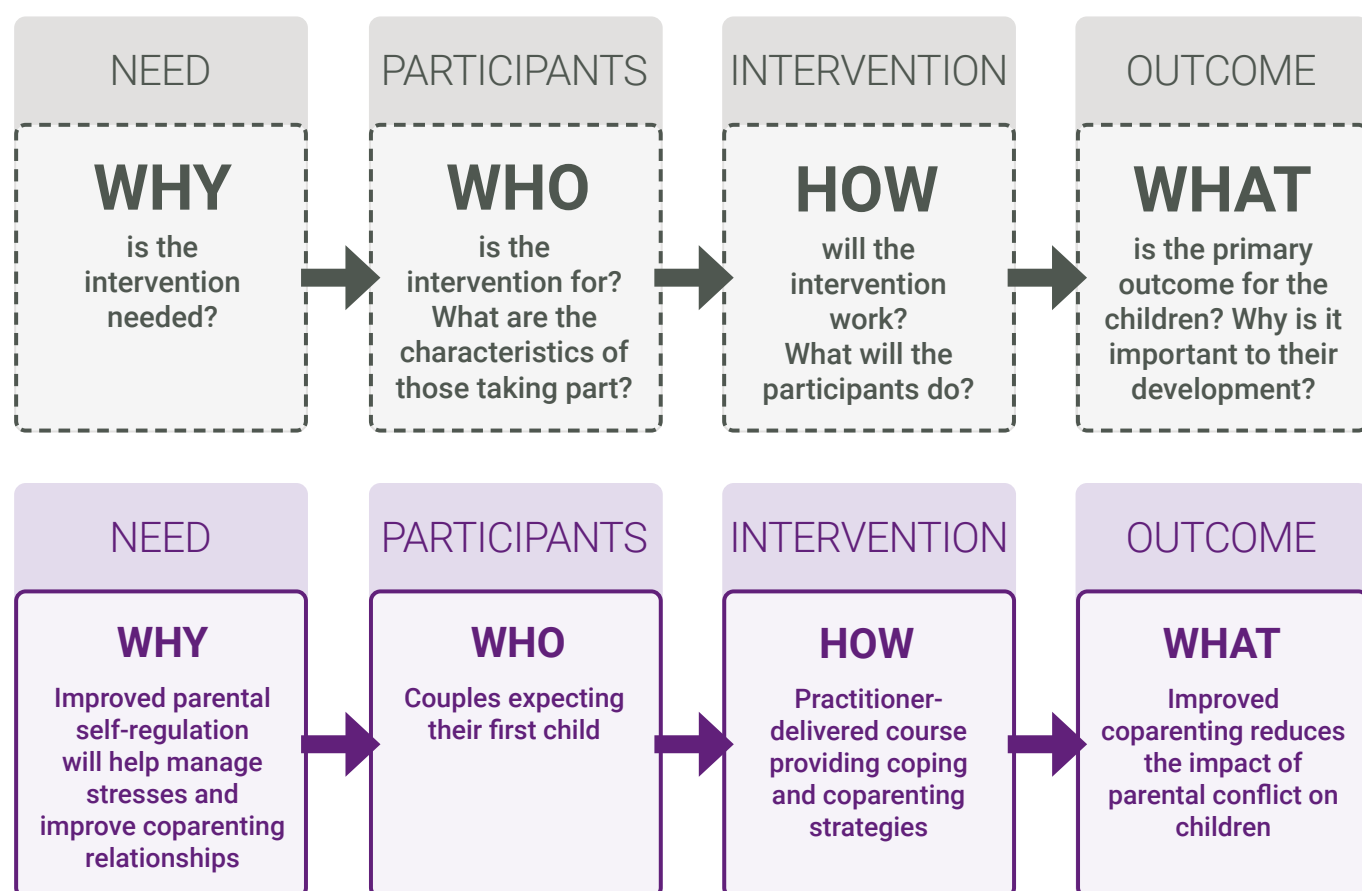 NEED
WHY
is the
intervention
needed?
PARTICIPANTS
WHO
is the
intervention for?
What are the
characteristics of
those taking part?
INTERVENTION
HOW
will the
intervention
work?
What will the
participants do?
OUTCOME
WHAT
is the primary
outcome for the
children? Why is it
important to their
development?
NEED
WHY
Improved parental
self-regulation
will help manage
stresses and
improve coparenting
relationships
PARTICIPANTS
WHO
Couples expecting
their first child
INTERVENTION
HOW
Practitioner-
delivered course
providing coping
and coparenting
strategies
OUTCOME
WHAT
Improved
coparenting reduces
the impact of
parental conflict on
children